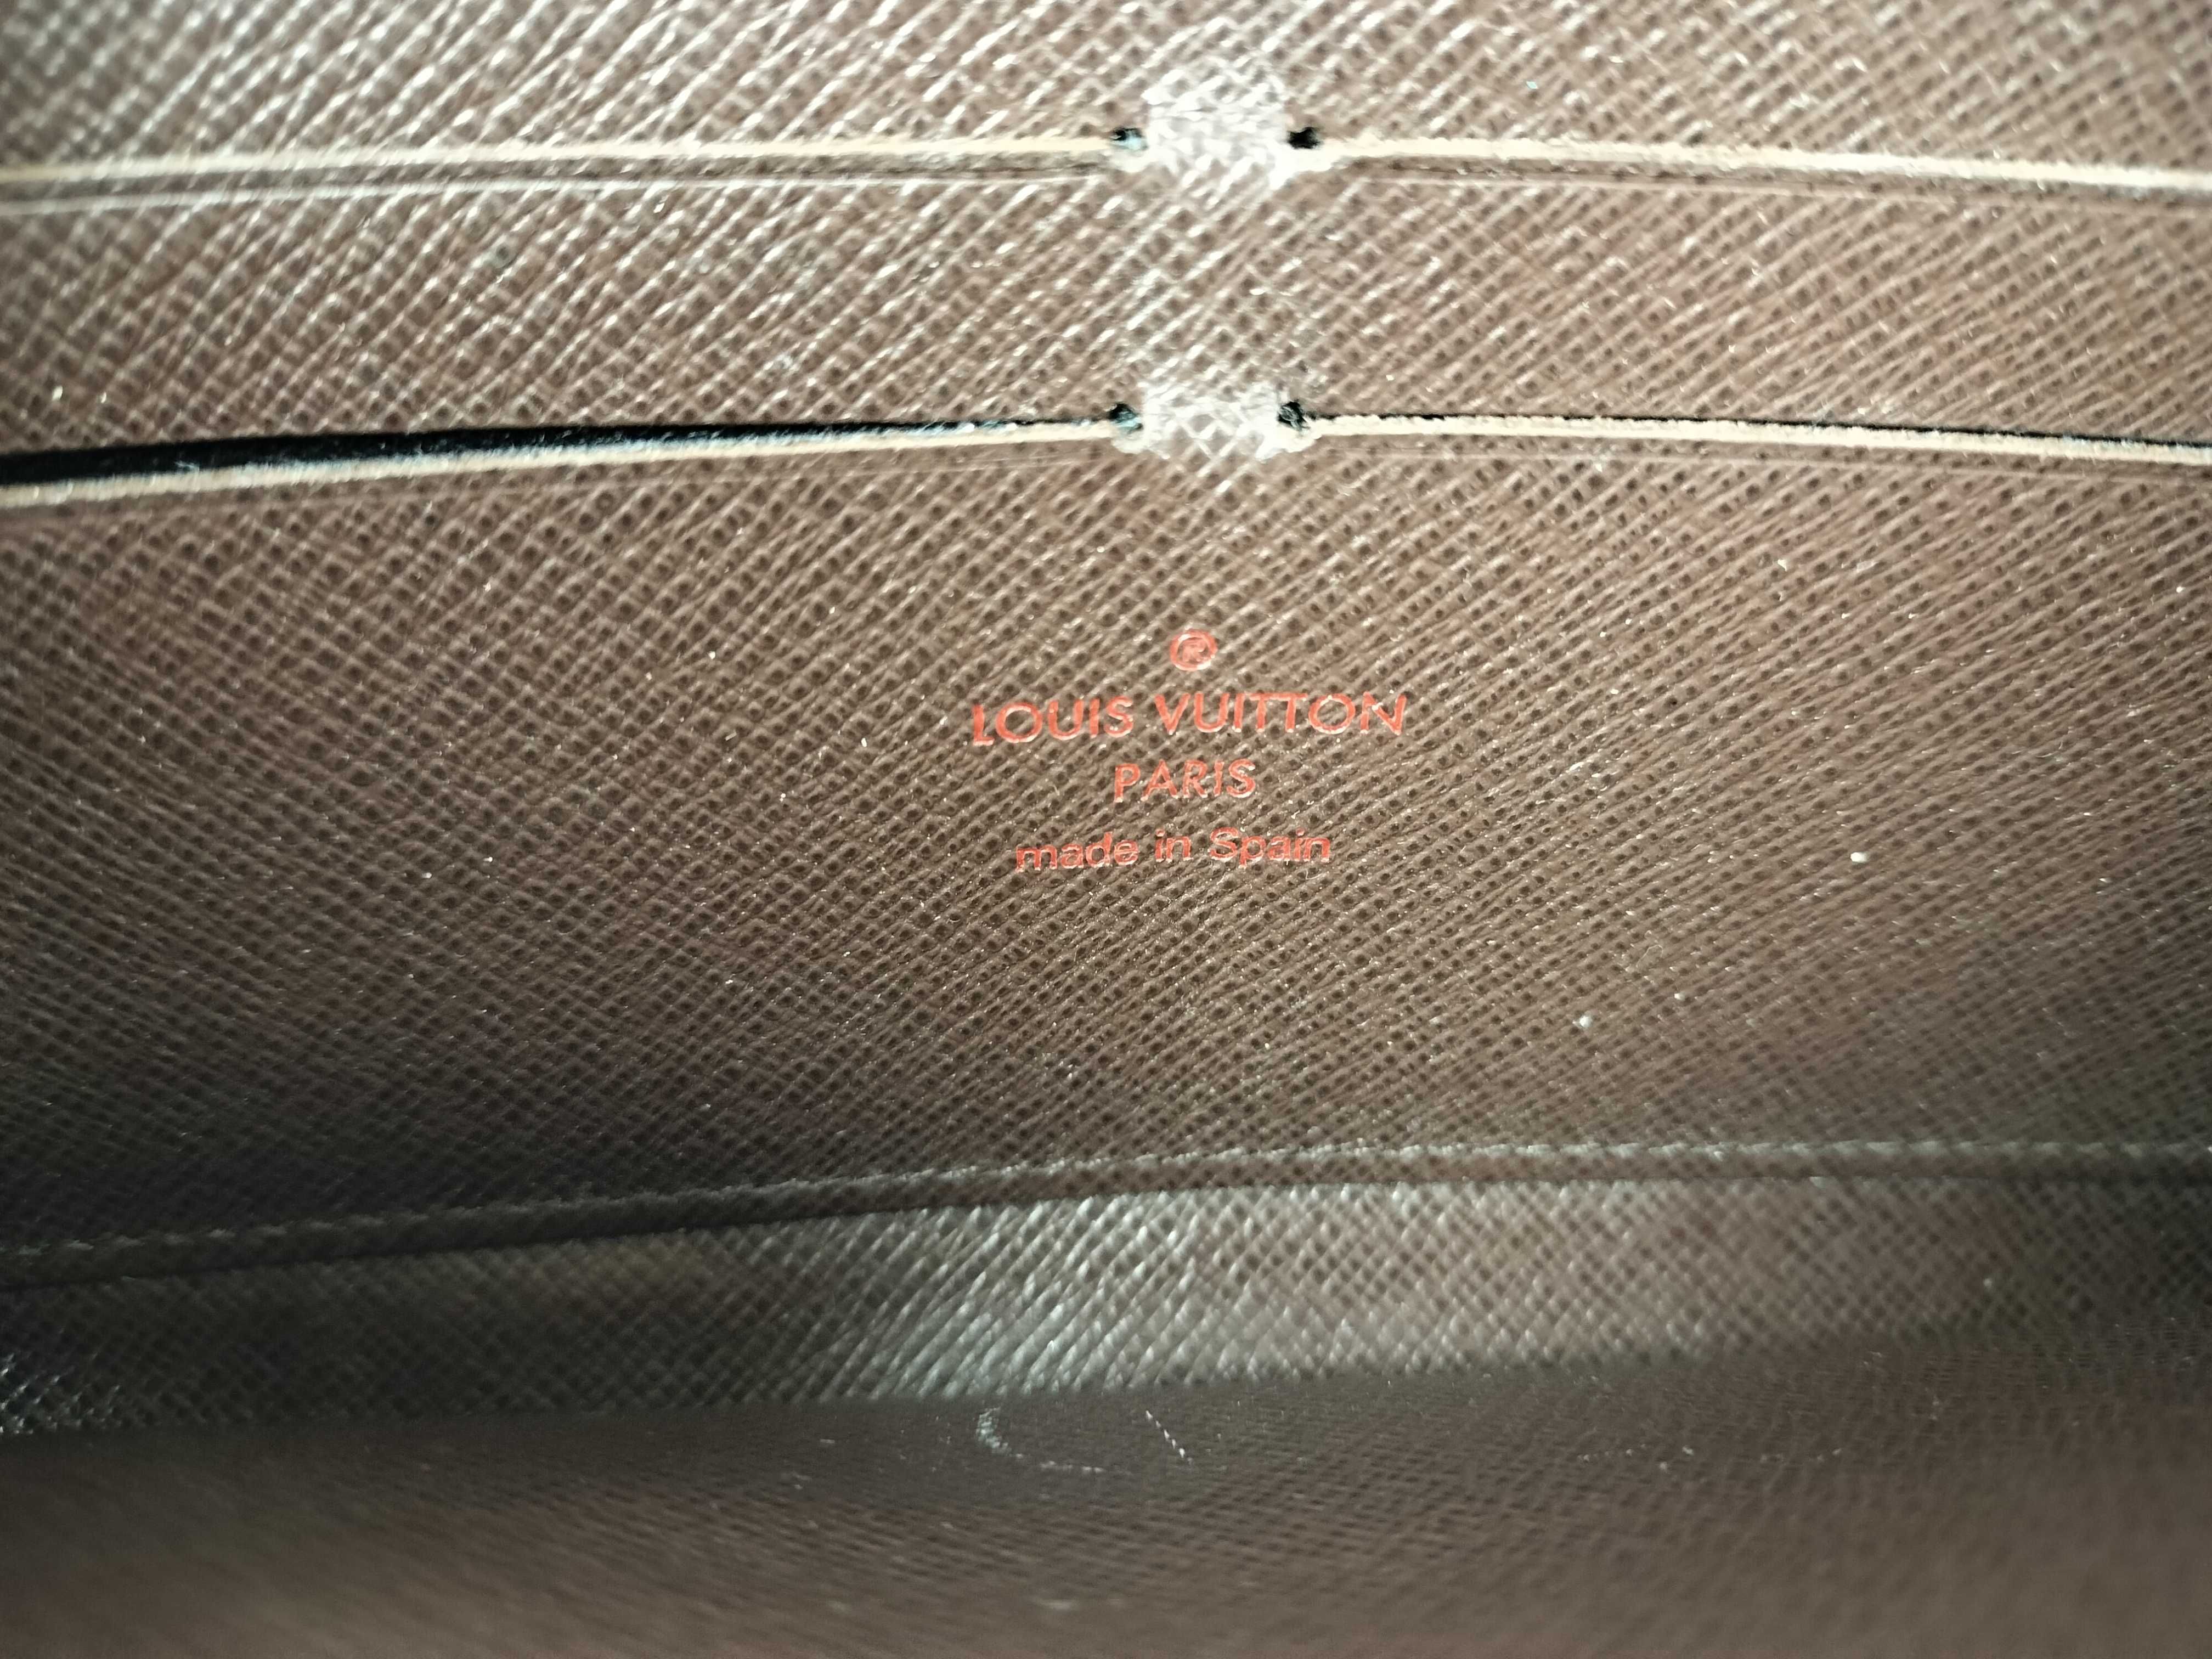 ®
LOUIS VUITTON
PARIS
made in Spain